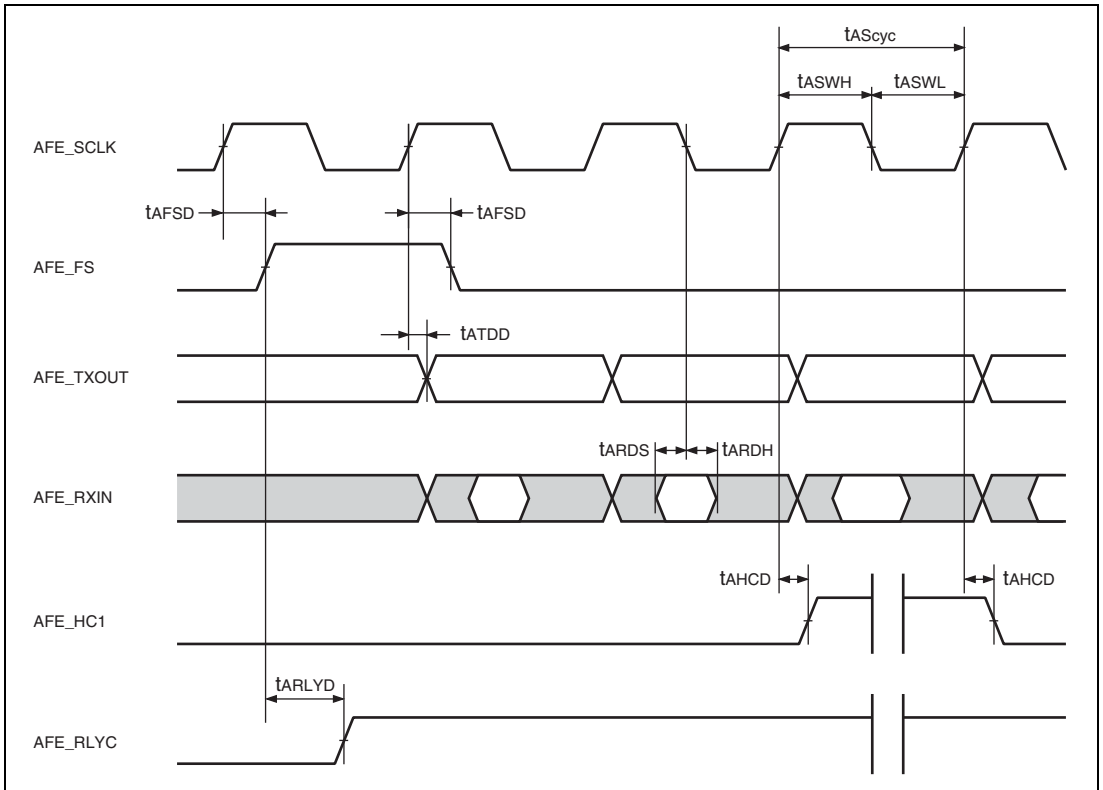 tAScyc
tASWH tASWL
AFE_SCLK
tAFSD tAFSD
AFE_FS
tATDD
AFE_TXOUT
tARDS tARDH
AFE_RXIN
tAHCD tAHCD
AFE_HC1
tARLYD
AFE_RLYC